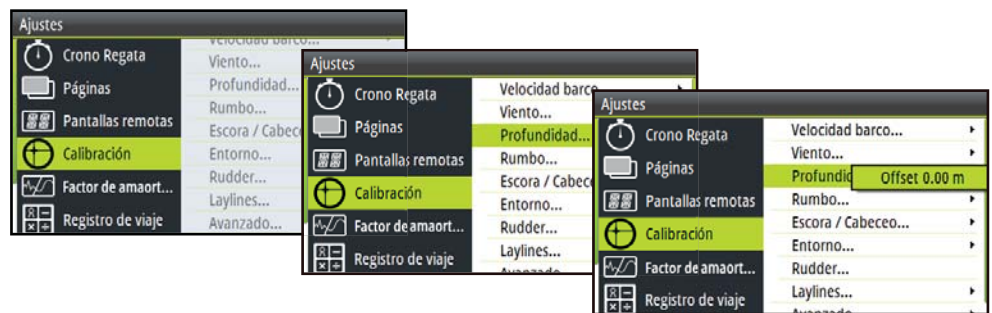 Ajustes
Crono Regata
Páginas
Pantallas remotas
Calibración
Factor de amaort...
Registro de viaje
Velocidad barco...
Viento...
Profundidad...
Rumbo...
Escora / Cabece
Entorno...
Rudder...
Laylines...
Avanzado...
Ajustes
Crono Regata
Páginas
Pantallas remotas
Calibración
Factor de amaort...
Registro de viaje
Velocidad barco
Viento...
Profundidad...
Rumbo...
Escora / Cabece
Entorno...
Rudder...
Laylines...
Avanzado
Ajustes
Crono Regata
Páginas
Pantallas remotas
Calibración
Factor de amaort...
Registro de viaje
Velocidad barco...
Viento...
Profundid
Offset 0.00 m
Rumbo...
Escora / Cabeceo...
Entorno...
Rudder...
Laylines...
Avanzado